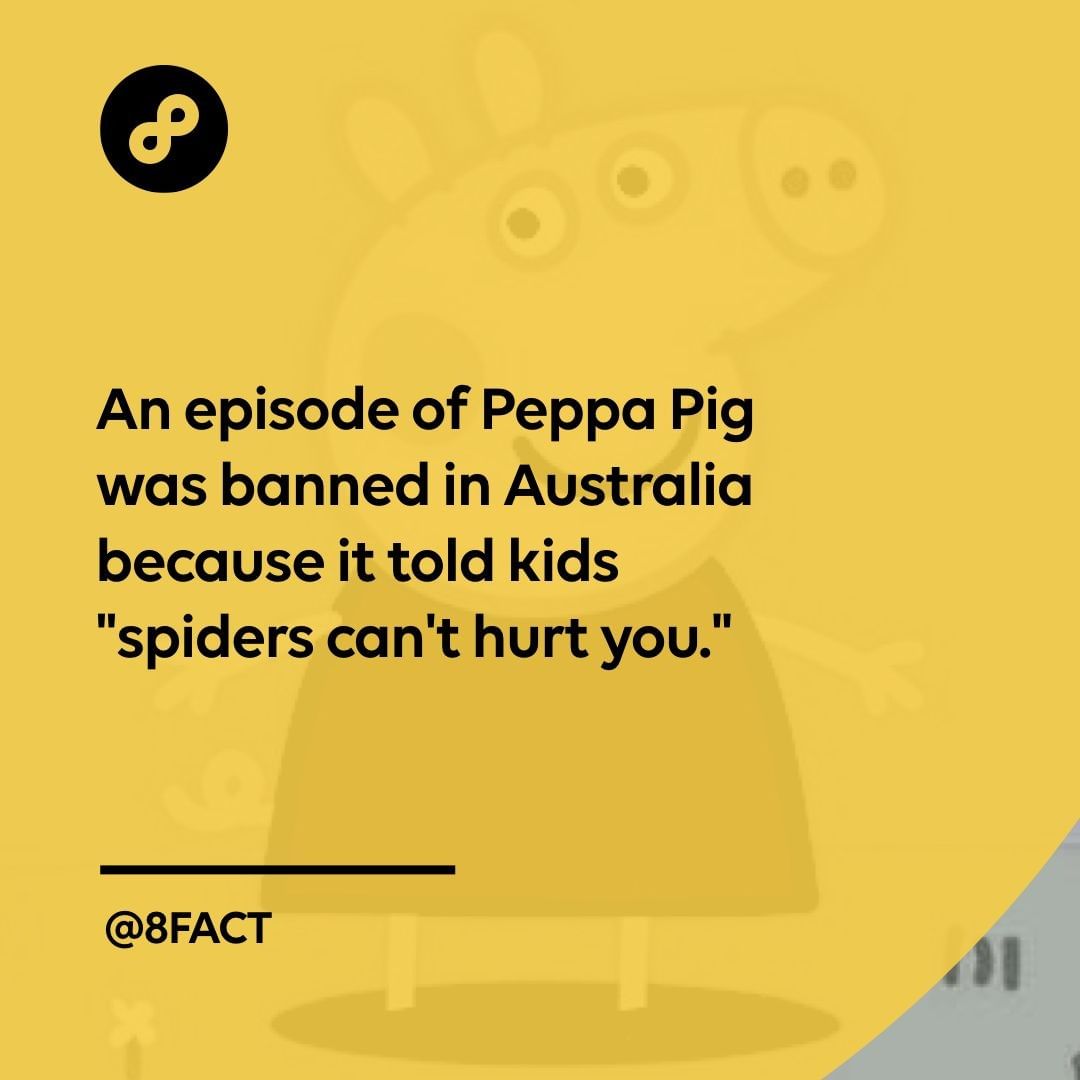 An episode of Peppa Pig
was banned in Australia
because it told kids
"spiders can't hurt you."
@8FACT